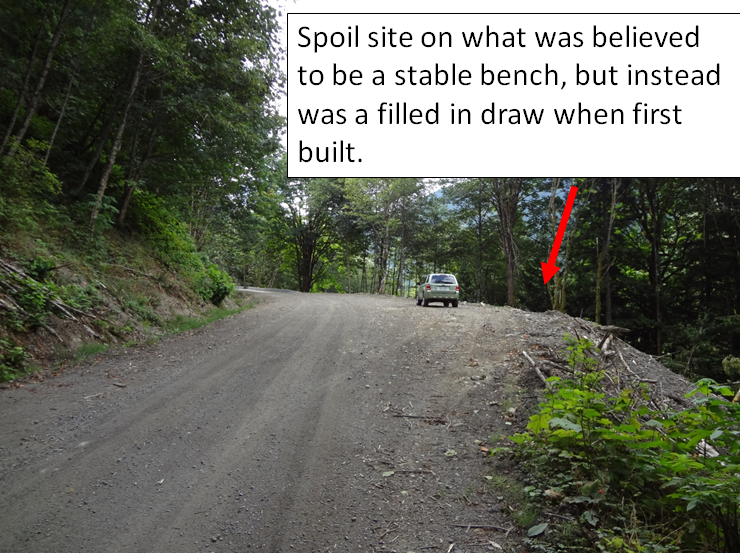 Spoil site on what was believed
to be a stable bench, but instead
was a filled in draw when first
built.